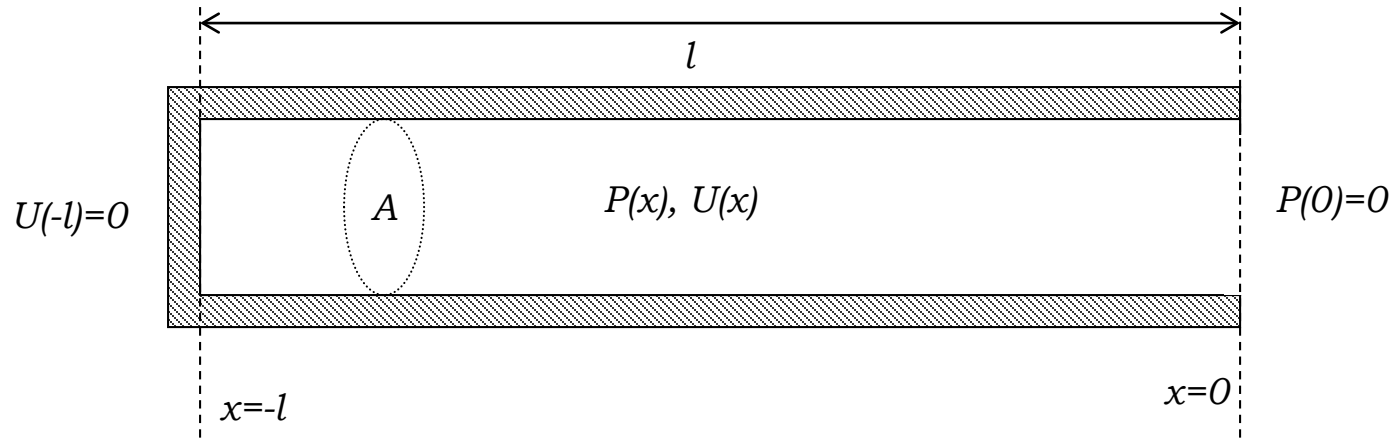 l
U(-l)=0
A
P(x), U(x)
P(0)=0
x=-l
x=0